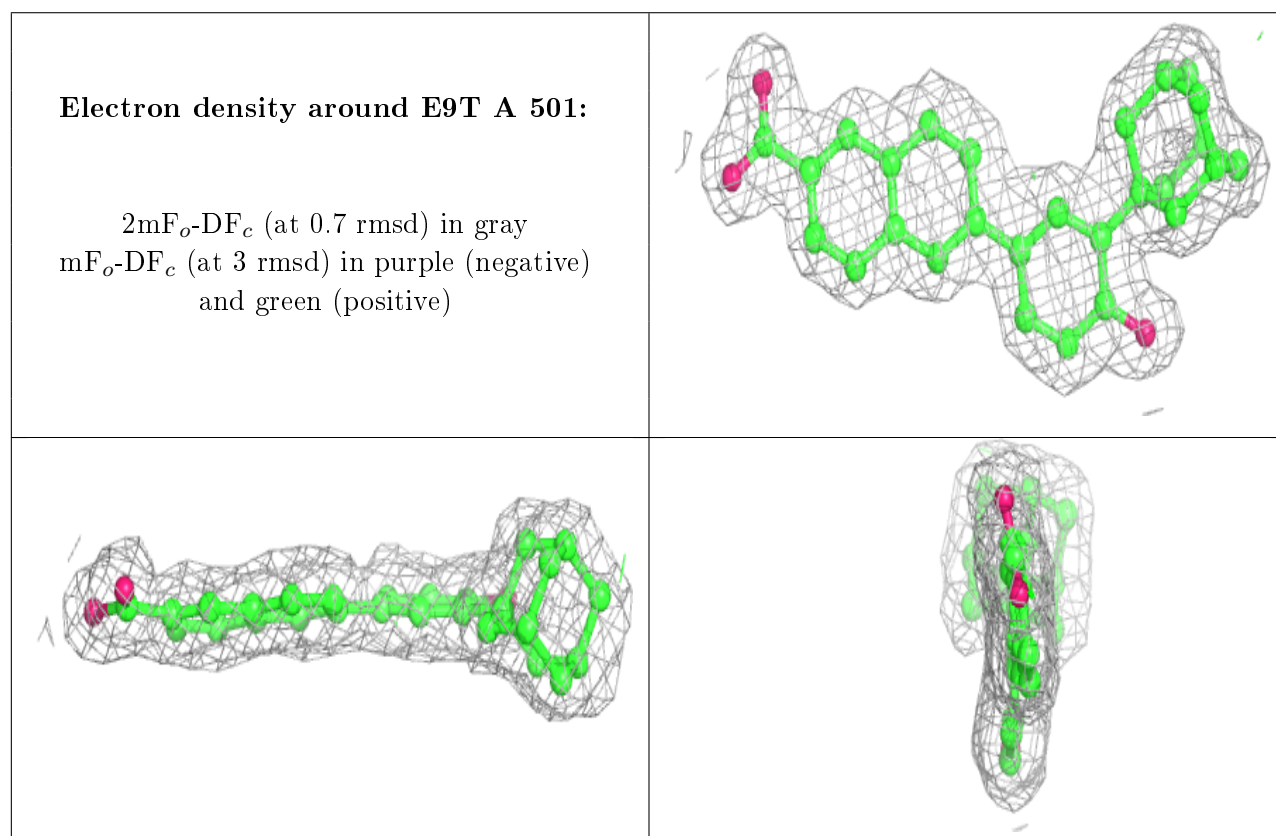 Electron density around E9T A 501:
2mFₒ-DF𝒸 (at 0.7 rmsd) in gray
mFₒ-DF𝒸 (at 3 rmsd) in purple (negative)
and green (positive)